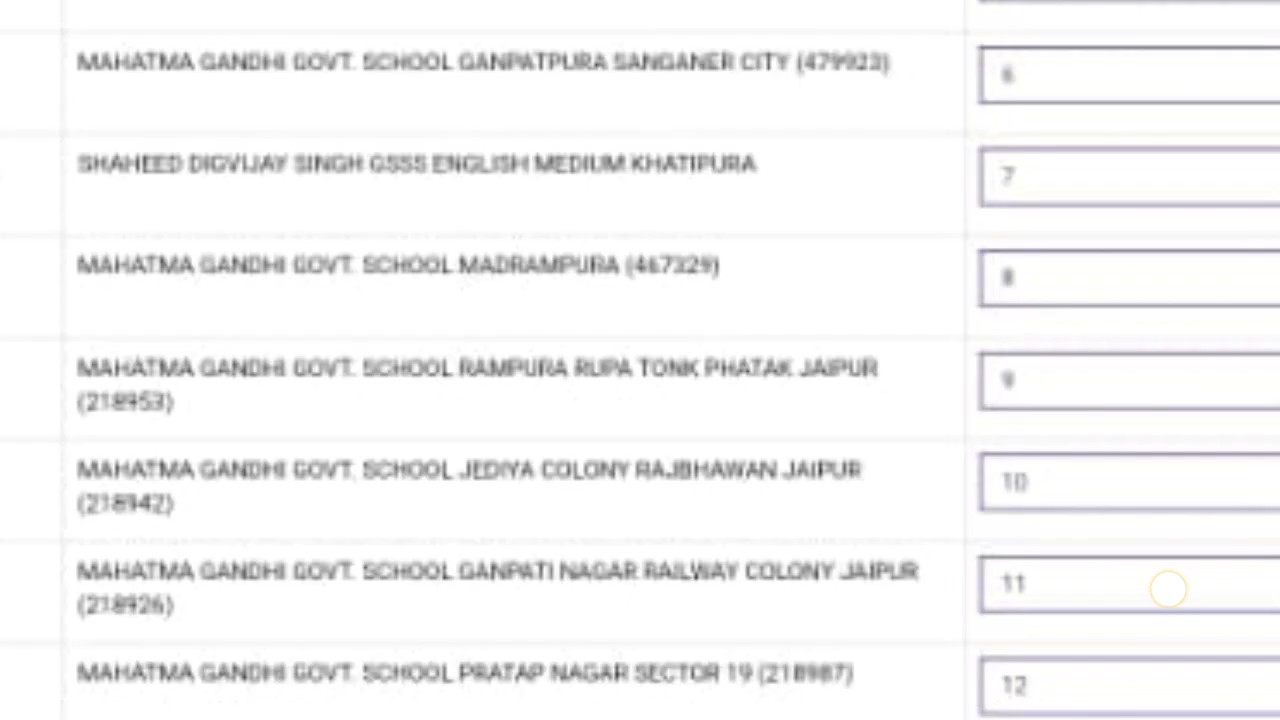 MAHATMA GANDHI GOVT. SCHOOL GANPATPURA SANGANER CITY (479923)
6
SHAHEED DIGVIJAY SINGH GSSS ENGLISH MEDIUM KHATIPURA
7
MAHATMA GANDHI GOVT. SCHOOL MADRAMPURA (467329)
8
MAHATMA GANDHI GOVT. SCHOOL RAMPURA RUPA TONK PHATAK JAIPUR
(218953)
9
MAHATMA GANDHI GOVT. SCHOOL JEDIYA COLONY RAJBHAWAN JAIPUR
(218942)
10
MAHATMA GANDHI GOVT. SCHOOL GANPATI NAGAR RAILWAY COLONY JAIPUR
(218926)
11
MAHATMA GANDHI GOVT. SCHOOL PRATAP NAGAR SECTOR 19 (218987)
12